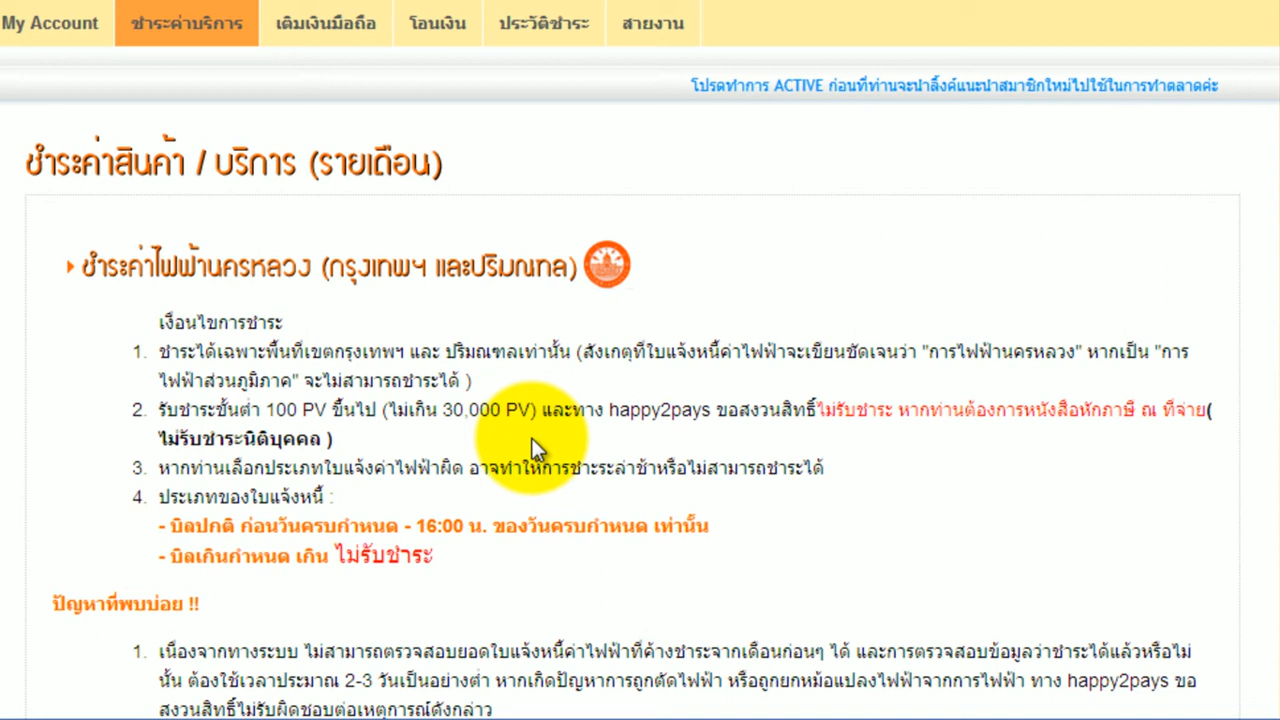 My Account ชำระค่าบริการ เติมเงินมือถือ โอนเงิน ประวัติชำระ สายงาน
โปรดทำการ ACTIVE ก่อนที่ท่านจะนำลิ้งค์แนะนำสมาชิกใหม่ไปใช้ในการทำตลาดค่ะ
ชำระค่าสินค้า / บริการ (รายเดือน)
ชำระค่าไฟฟ้านครหลวง (กรุงเทพฯ และปริมณฑล)
เงื่อนไขการชำระ
1. ชำระได้เฉพาะพื้นที่เขตกรุงเทพฯ และ ปริมณฑลเท่านั้น (สังเกตุที่ใบแจ้งหนี้ค่าไฟฟ้าจะเขียนชัดเจนว่า "การไฟฟ้านครหลวง" หากเป็น "การ
ไฟฟ้าส่วนภูมิภาค" จะไม่สามารถชำระได้ )
2. รับชำระขั้นต่ำ 100 PV ขึ้นไป (ไม่เกิน 30,000 PV) และทาง happy2pays ขอสงวนสิทธิ์ไม่รับชำระ หากท่านต้องการหนังสือหักภาษี ณ ที่จ่าย(
ไม่รับชำระนิติบุคคล )
3. หากท่านเลือกประเภทใบแจ้งค่าไฟฟ้าผิด อาจทำให้การชำะระล่าช้าหรือไม่สามารถชำระได้
4. ประเภทของใบแจ้งหนี้ :
- บิลปกติ ก่อนวันครบกำหนด - 16:00 น. ของวันครบกำหนด เท่านั้น
- บิลเกินกำหนด เกิน ไม่รับชำระ
ปัญหาที่พบบ่อย !!
1. เนื่องจากทางระบบ ไม่สามารถตรวจสอบยอดใบแจ้งหนี้ค่าไฟฟ้าที่ค้างชำระจากเดือนก่อนๆ ได้ และการตรวจสอบข้อมูลว่าชำระได้แล้วหรือไม่
นั้น ต้องใช้เวลาประมาณ 2-3 วันเป็นอย่างต่ำ หากเกิดปัญหาการถูกตัดไฟฟ้า หรือถูกยกหม้อแปลงไฟฟ้าจากการไฟฟ้า ทาง happy2pays ขอ
สงวนสิทธิ์ไม่รับผิดชอบต่อเหตุการณ์ดังกล่าว